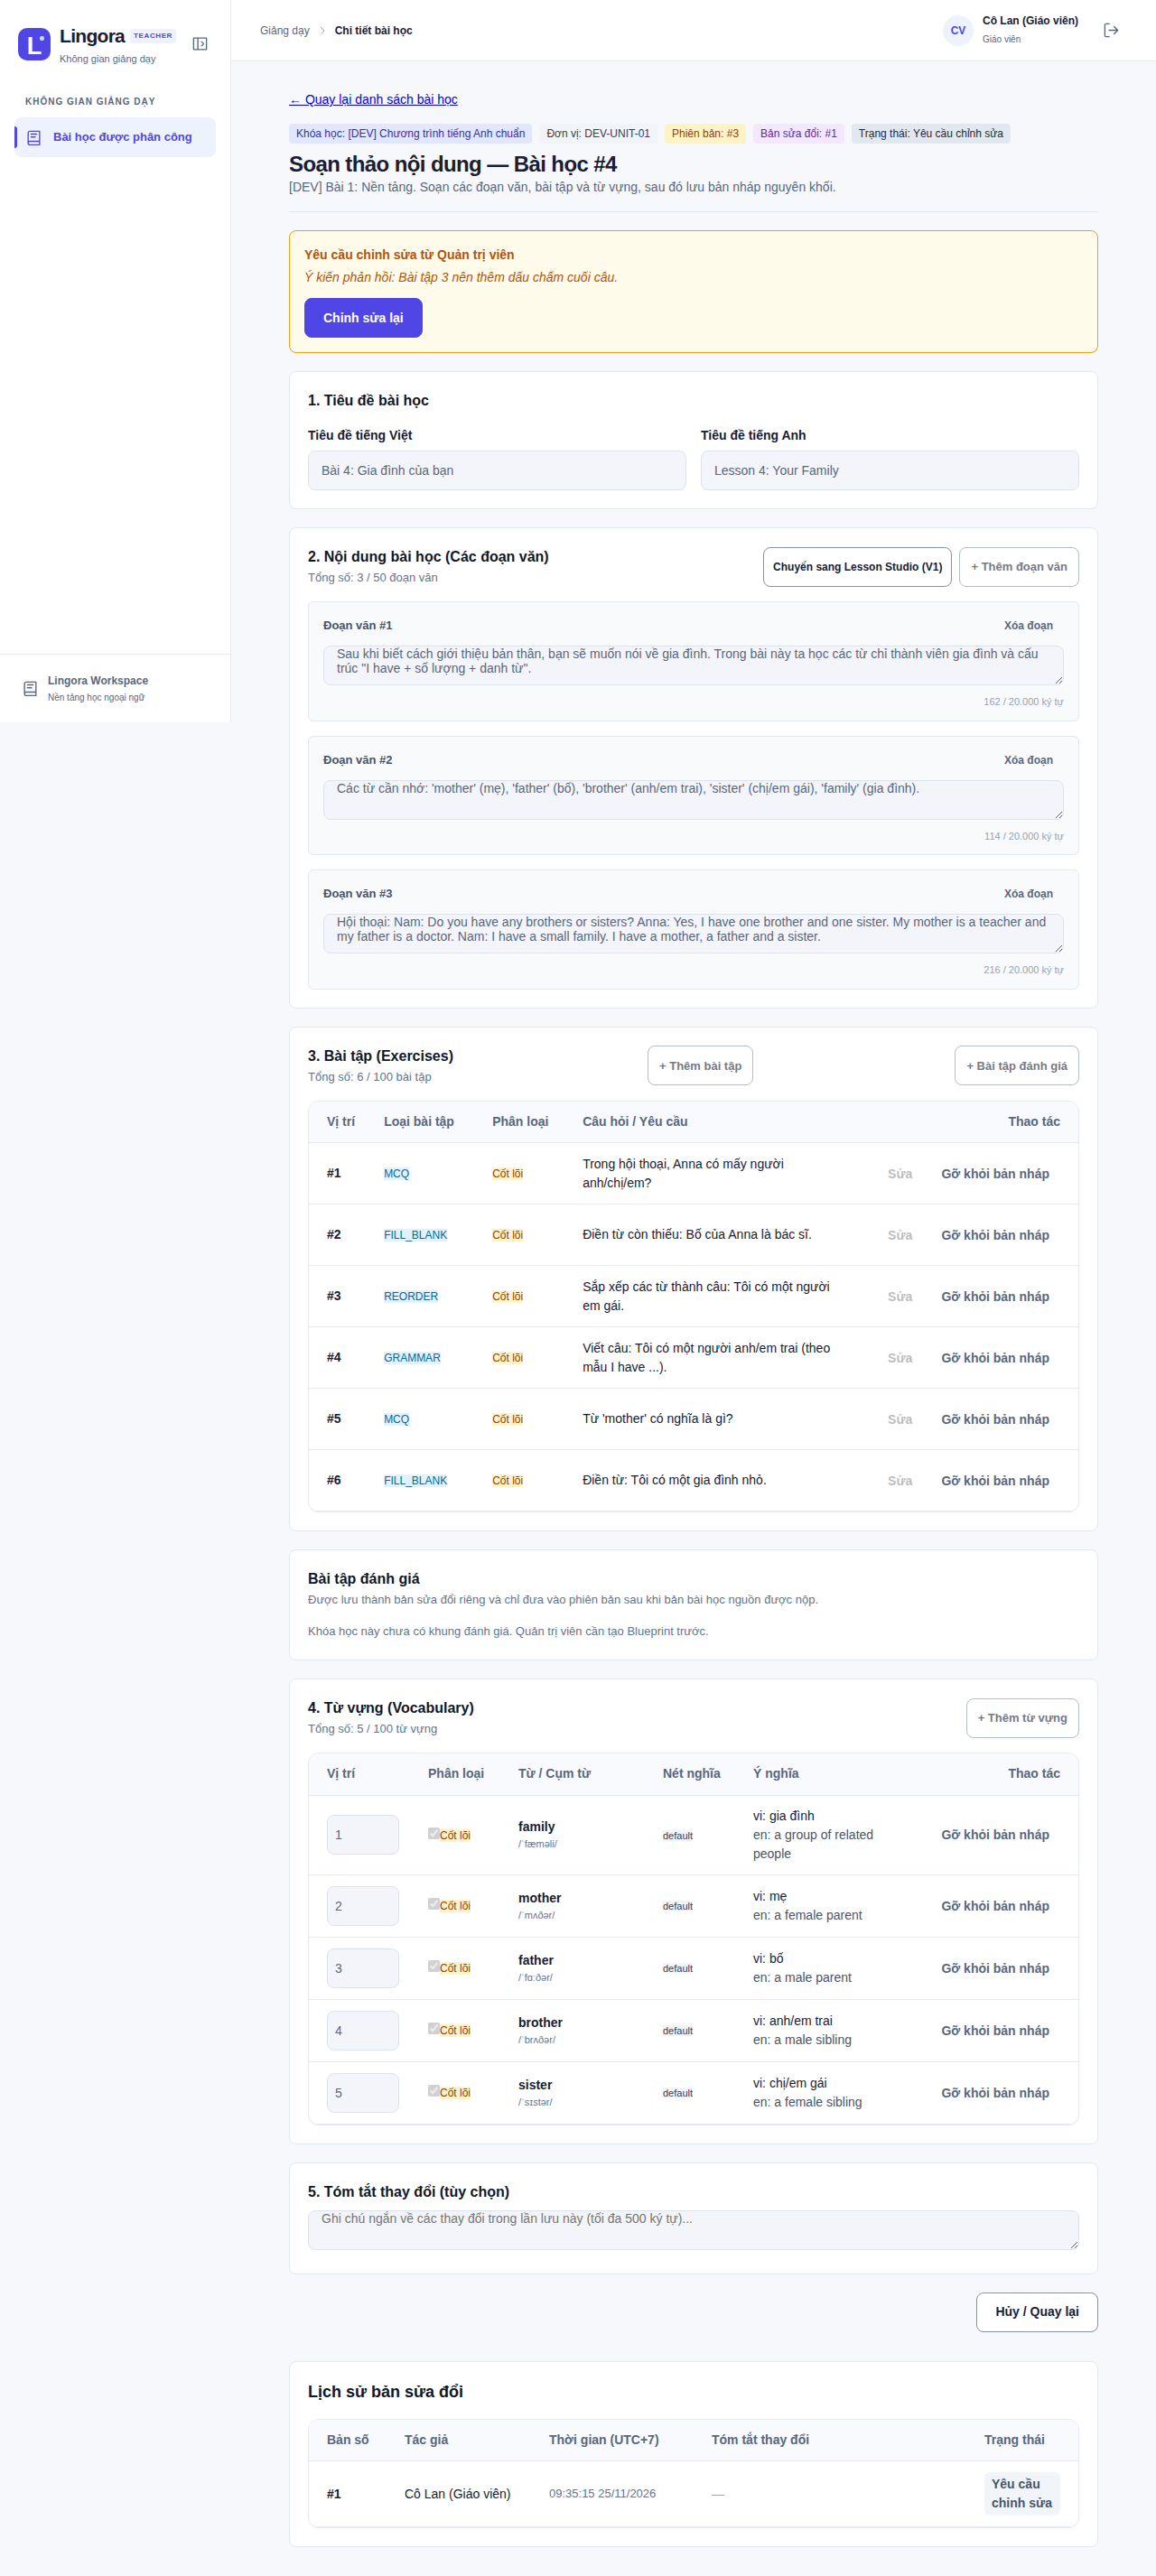 Lingora TEACHER
Không gian giảng dạy
KHÔNG GIAN GIẢNG DẠY
Bài học được phân công
Lingora Workspace
Nền tảng học ngoại ngữ
Giảng dạy > Chi tiết bài học
CV
Cô Lan (Giáo viên)
Giáo viên
← Quay lại danh sách bài học
Khóa học: [DEV] Chương trình tiếng Anh chuẩn Đơn vị: DEV-UNIT-01 Phiên bản: #3 Bản sửa đổi: #1 Trạng thái: Yêu cầu chỉnh sửa
Soạn thảo nội dung — Bài học #4
[DEV] Bài 1: Nền tảng. Soạn các đoạn văn, bài tập và từ vựng, sau đó lưu bản nháp nguyên khối.
Yêu cầu chỉnh sửa từ Quản trị viên
Ý kiến phản hồi: Bài tập 3 nên thêm dấu chấm cuối câu.
Chỉnh sửa lại
1. Tiêu đề bài học
Tiêu đề tiếng Việt Tiêu đề tiếng Anh
Bài 4: Gia đình của bạn Lesson 4: Your Family
2. Nội dung bài học (Các đoạn văn)
Tổng số: 3 / 50 đoạn văn
Chuyển sang Lesson Studio (V1) + Thêm đoạn văn
Đoạn văn #1 Xóa đoạn
Sau khi biết cách giới thiệu bản thân, bạn sẽ muốn nói về gia đình. Trong bài này ta học các từ chỉ thành viên gia đình và cấu
trúc "I have + số lượng + danh từ".
162 / 20.000 ký tự
Đoạn văn #2 Xóa đoạn
Các từ cần nhớ: 'mother' (mẹ), 'father' (bố), 'brother' (anh/em trai), 'sister' (chị/em gái), 'family' (gia đình).
114 / 20.000 ký tự
Đoạn văn #3 Xóa đoạn
Hội thoại: Nam: Do you have any brothers or sisters? Anna: Yes, I have one brother and one sister. My mother is a teacher and
my father is a doctor. Nam: I have a small family. I have a mother, a father and a sister.
216 / 20.000 ký tự
3. Bài tập (Exercises)
Tổng số: 6 / 100 bài tập
+ Thêm bài tập + Bài tập đánh giá
Vị trí Loại bài tập Phân loại Câu hỏi / Yêu cầu Thao tác
#1 MCQ Cốt lõi Trong hội thoại, Anna có mấy người
anh/chị/em? Sửa Gỡ khỏi bản nháp
#2 FILL_BLANK Cốt lõi Điền từ còn thiếu: Bố của Anna là bác sĩ. Sửa Gỡ khỏi bản nháp
#3 REORDER Cốt lõi Sắp xếp các từ thành câu: Tôi có một người
em gái. Sửa Gỡ khỏi bản nháp
#4 GRAMMAR Cốt lõi Viết câu: Tôi có một người anh/em trai (theo
mẫu I have ...). Sửa Gỡ khỏi bản nháp
#5 MCQ Cốt lõi Từ 'mother' có nghĩa là gì? Sửa Gỡ khỏi bản nháp
#6 FILL_BLANK Cốt lõi Điền từ: Tôi có một gia đình nhỏ. Sửa Gỡ khỏi bản nháp
Bài tập đánh giá
Được lưu thành bản sửa đổi riêng và chỉ đưa vào phiên bản sau khi bản bài học nguồn được nộp.
Khóa học này chưa có khung đánh giá. Quản trị viên cần tạo Blueprint trước.
4. Từ vựng (Vocabulary)
Tổng số: 5 / 100 từ vựng
+ Thêm từ vựng
Vị trí Phân loại Từ / Cụm từ Nét nghĩa Ý nghĩa Thao tác
1 Cốt lõi family
/ˈfæməli/ default vi: gia đình
en: a group of related
people Gỡ khỏi bản nháp
2 Cốt lõi mother
/ˈmʌðər/ default vi: mẹ
en: a female parent Gỡ khỏi bản nháp
3 Cốt lõi father
/ˈfɑːðər/ default vi: bố
en: a male parent Gỡ khỏi bản nháp
4 Cốt lõi brother
/ˈbrʌðər/ default vi: anh/em trai
en: a male sibling Gỡ khỏi bản nháp
5 Cốt lõi sister
/ˈsɪstər/ default vi: chị/em gái
en: a female sibling Gỡ khỏi bản nháp
5. Tóm tắt thay đổi (tùy chọn)
Ghi chú ngắn về các thay đổi trong lần lưu này (tối đa 500 ký tự)...
Hủy / Quay lại
Lịch sử bản sửa đổi
Bản số Tác giả Thời gian (UTC+7) Tóm tắt thay đổi Trạng thái
#1 Cô Lan (Giáo viên) 09:35:15 25/11/2026 — Yêu cầu
chỉnh sửa